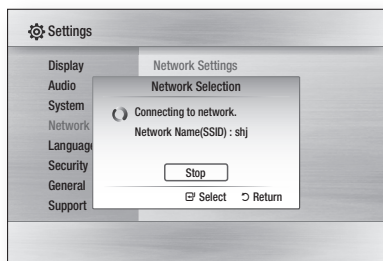 Settings
Display
Network Settings
Audio
System
Network
Language
Security
General
Support
Network Selection
Connecting to network.
Network Name(SSID) : shj
Stop
Select Return